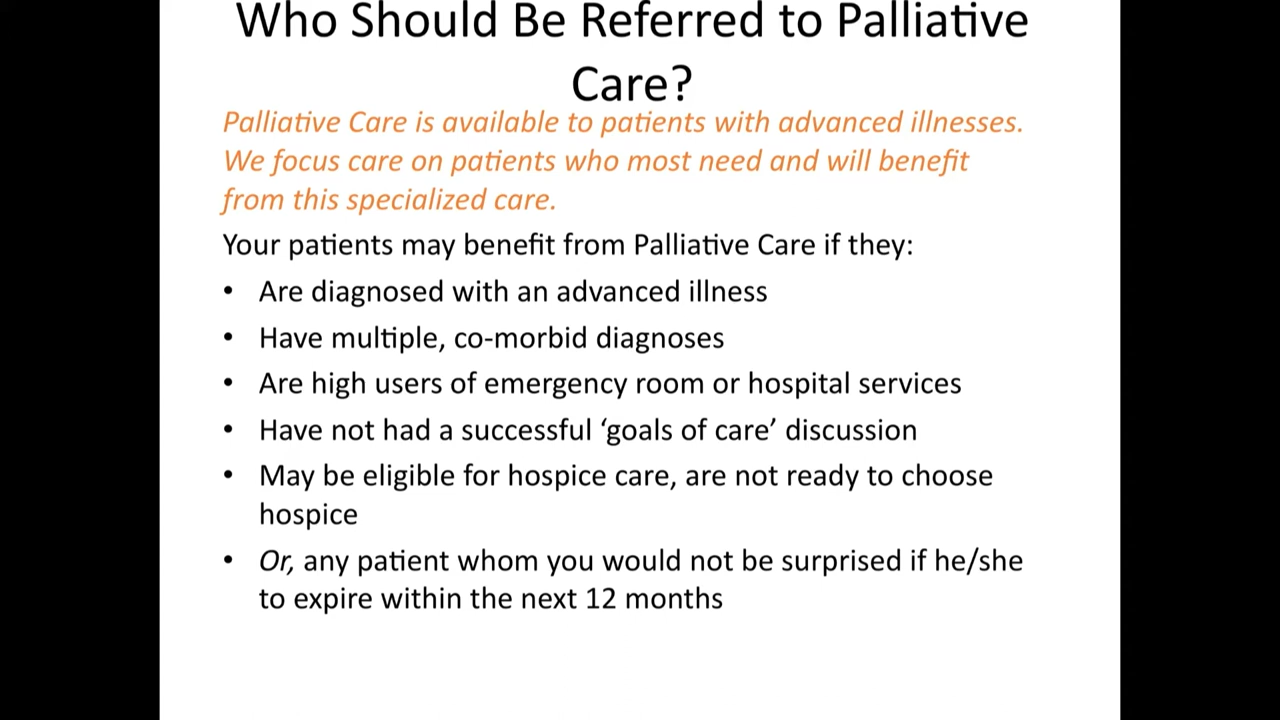 Who Should Be Referred to Palliative
Care?
Palliative Care is available to patients with advanced illnesses.
We focus care on patients who most need and will benefit
from this specialized care.
Your patients may benefit from Palliative Care if they:
• Are diagnosed with an advanced illness
• Have multiple, co-morbid diagnoses
• Are high users of emergency room or hospital services
• Have not had a successful ‘goals of care’ discussion
• May be eligible for hospice care, are not ready to choose
hospice
• Or, any patient whom you would not be surprised if he/she
to expire within the next 12 months